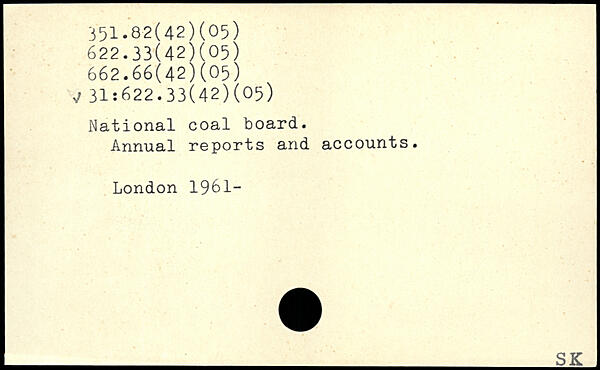 351.82(42)(05)
622.33(42)(05)
662.66(42)(05)
✓ 31:622.33(42)(05)
National coal board.
Annual reports and accounts.
London 1961-
SK